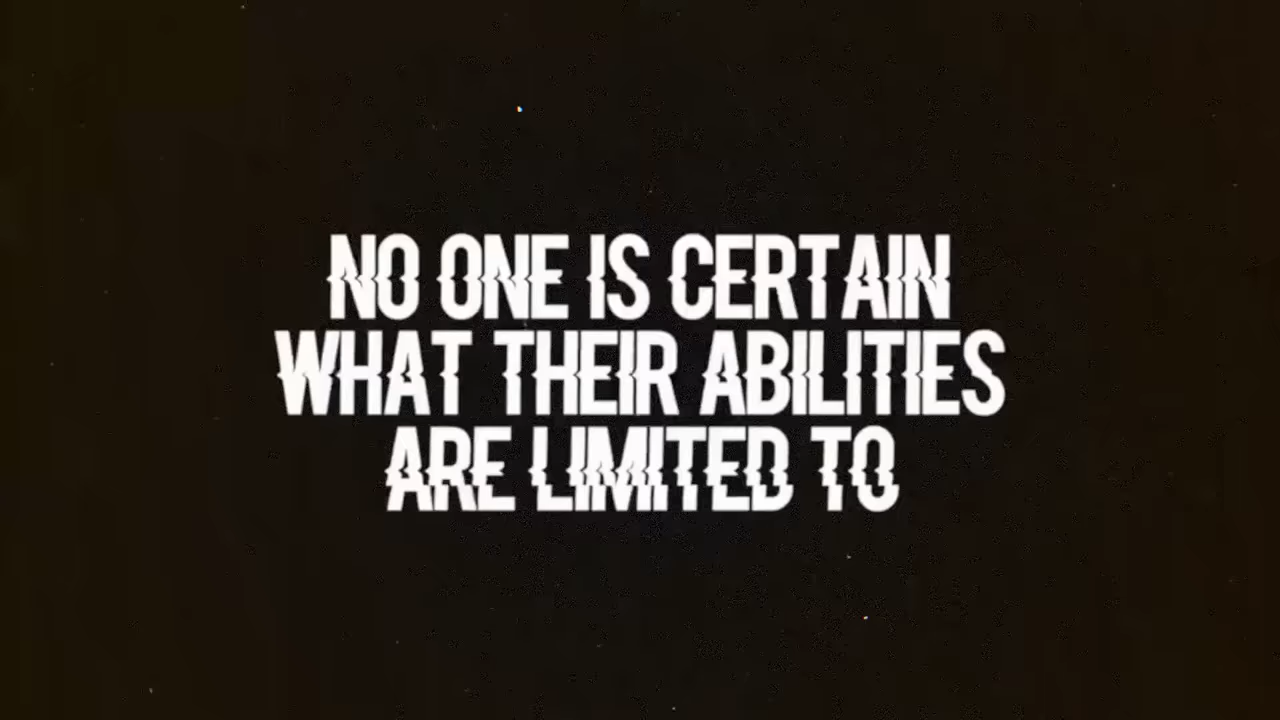 NO ONE IS CERTAIN
WHAT THEIR ABILITIES
ARE LIMITED TO